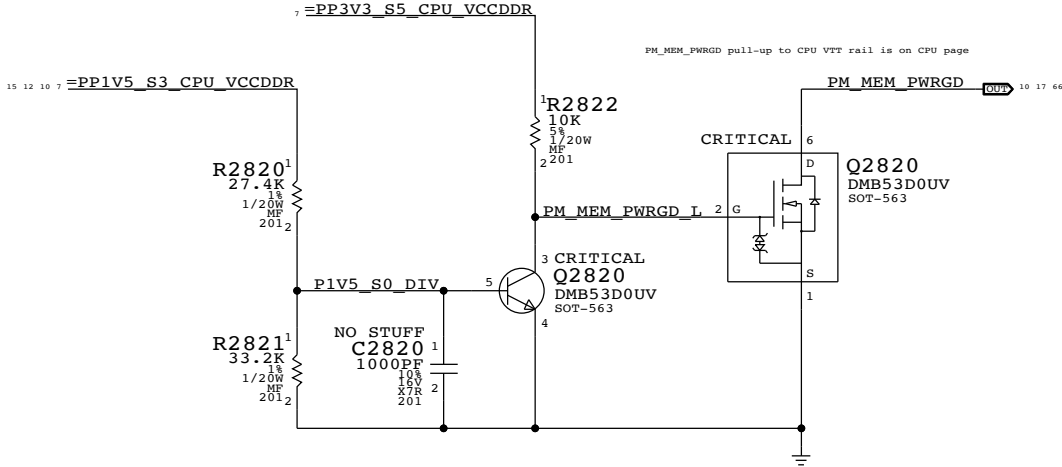 7 =PP3V3_S5_CPU_VCCDDR
PM_MEM_PWRGD pull-up to CPU VTT rail is on CPU page
15 12 10 7 =PP1V5_S3_CPU_VCCDDR
PM_MEM_PWRGD OUT 10 17 66
1
R2822
10K
5%
1/20W
MF
201
2
CRITICAL 6
D
Q2820
DMB53D0UV
SOT-563
R2820 1
27.4K
1%
1/20W
MF
201 2
PM_MEM_PWRGD_L 2 G
3 CRITICAL
Q2820
DMB53D0UV
SOT-563
S
1
P1V5_S0_DIV 5
4
NO STUFF
C2820 1
1000PF
10%
16V
X7R
201
2
R2821 1
33.2K
1%
1/20W
MF
201 2